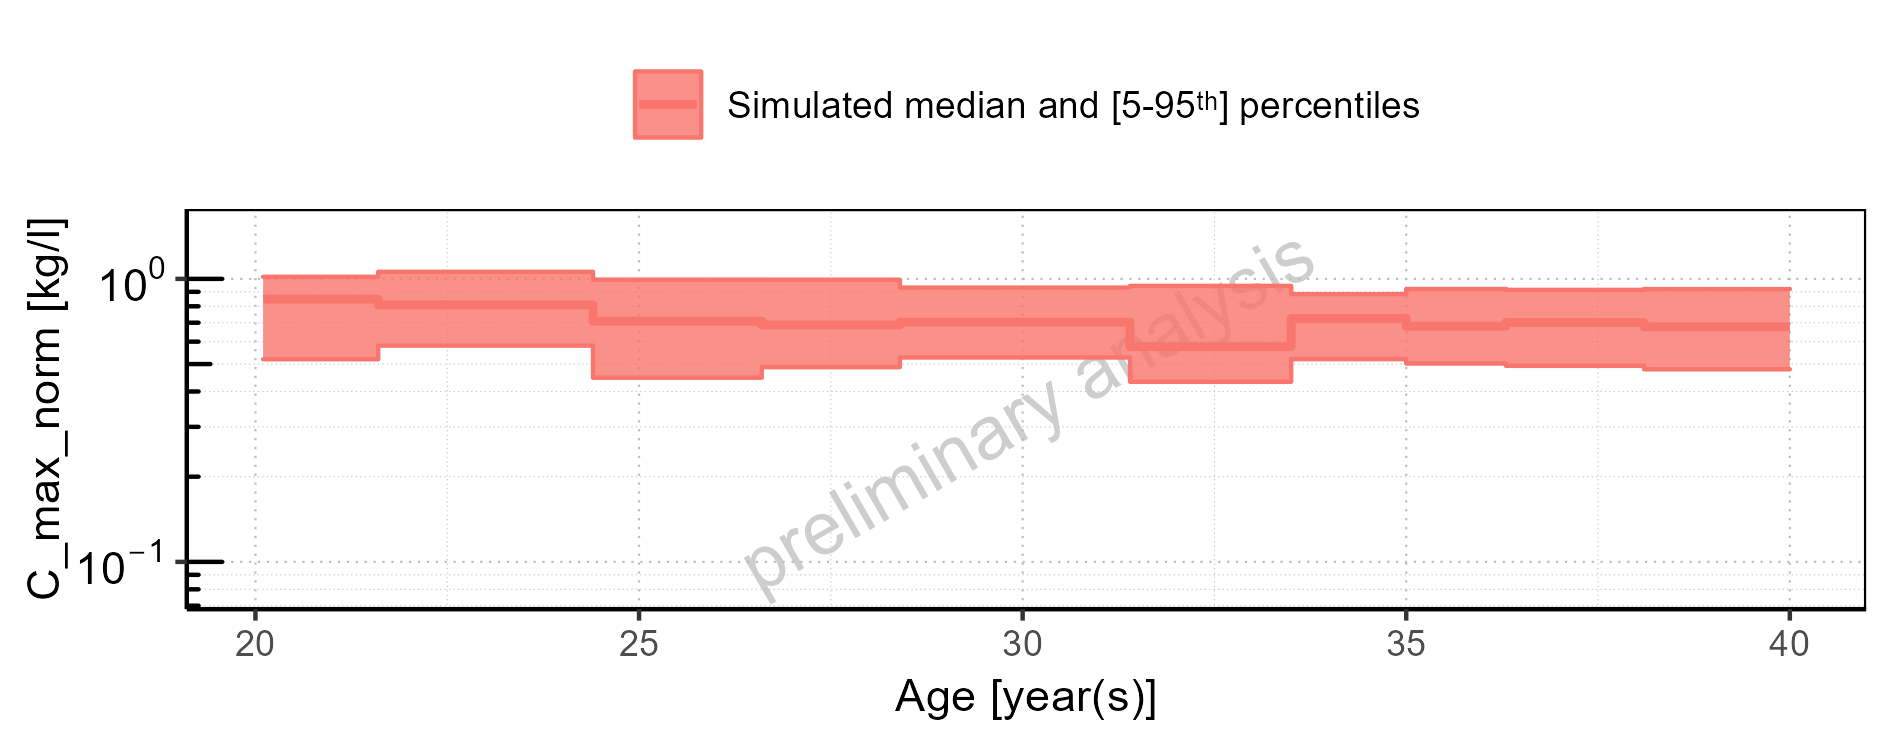 Simulated median and [5-95ᵗʰ] percentiles
C_max_norm [kg/l]
10⁰
10⁻¹
preliminary analysis
20 25 30 35 40
Age [year(s)]